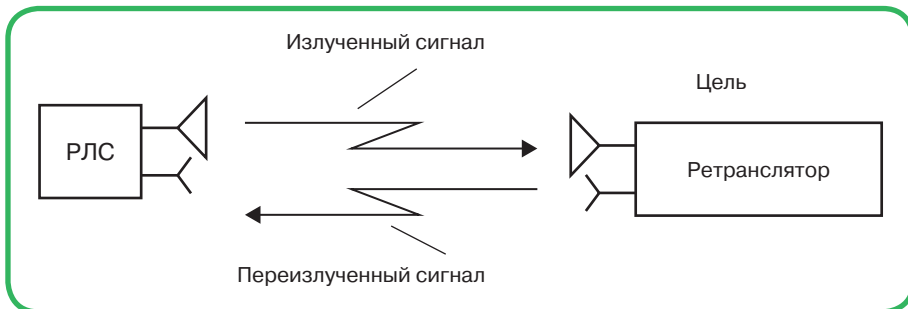 Излученный сигнал
Цель
РЛС
Ретранслятор
Переизлученный сигнал